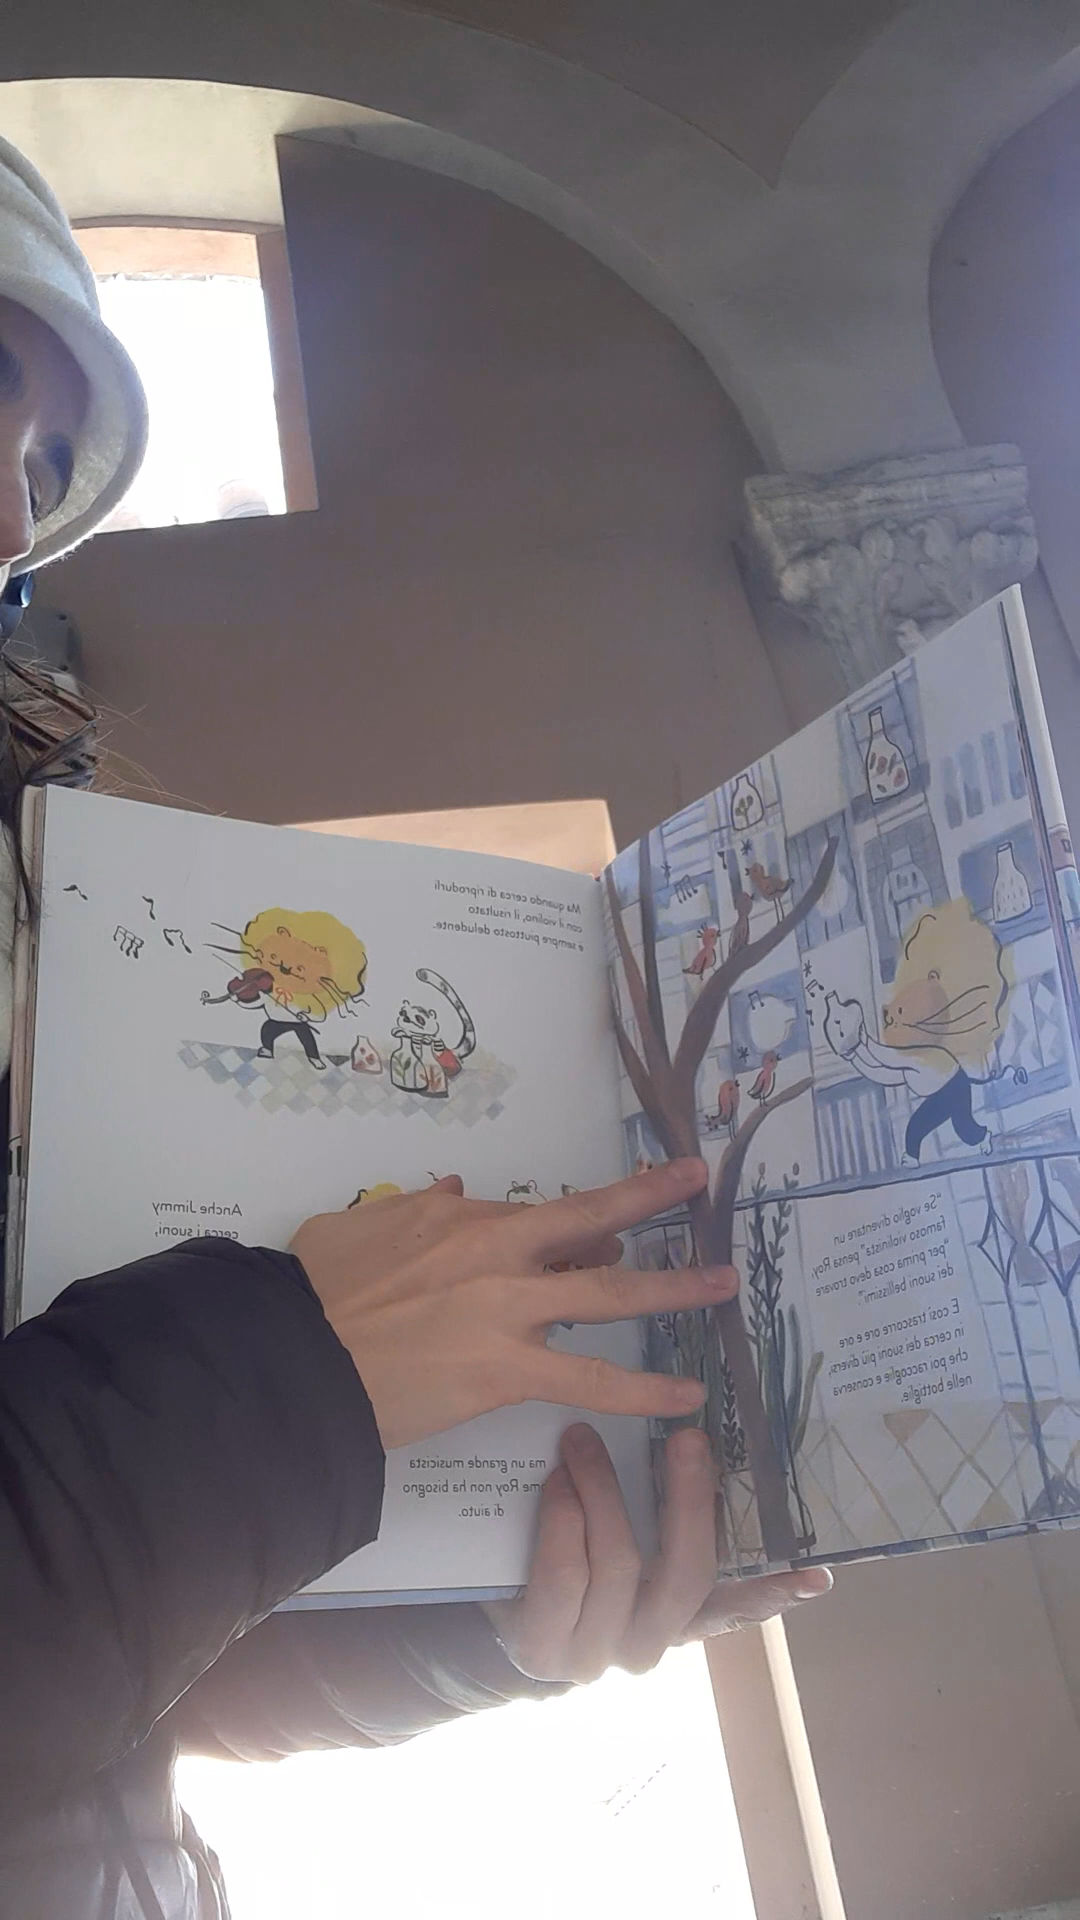 "Se voglio diventare un
famoso violinista" pensa Roy,
"per prima cosa devo trovare
dei suoni bellissimi".
E così trascorre ore e ore
in cerca dei suoni più diversi,
che poi raccoglie e conserva
nelle bottiglie.
Ma quando cerca di riprodurli
con il violino, il risultato
è sempre piuttosto deludente.
Anche Jimmy
cerca i suoni,
ma un grande musicista
ome Roy non ha bisogno
di aiuto.